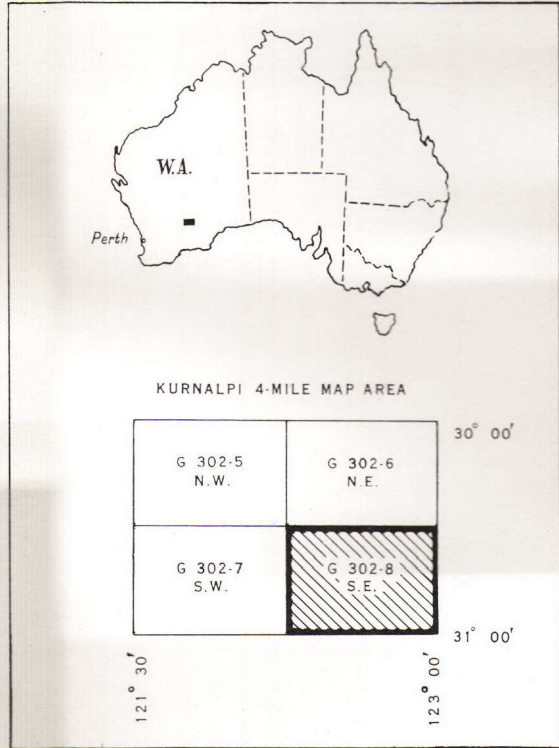 W.A.
Perth
KURNALPI 4-MILE MAP AREA
30° 00'
G 302-5
N.W.
G 302-6
N.E.
G 302-7
S.W.
G 302-8
S.E.
31° 00'
121° 30'
123° 00'